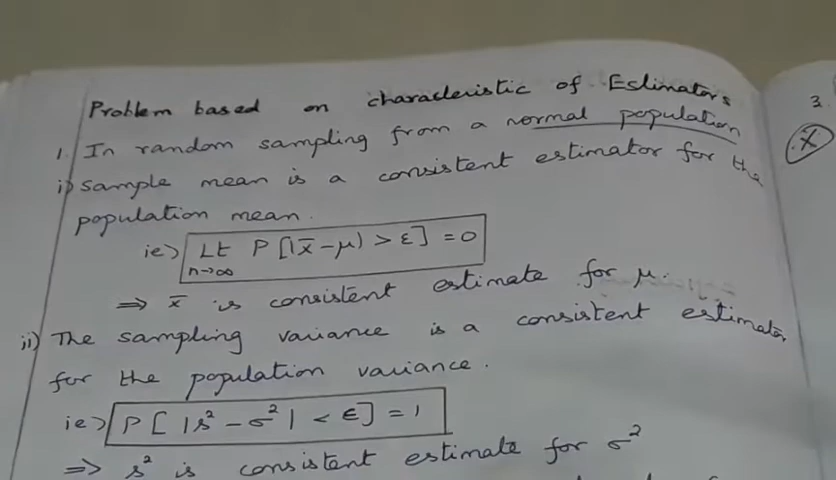 Problem based on characteristic of Estimators
1. In random sampling from a normal population
i) Sample mean is a consistent estimator for the
population mean.
ie) Lt n→∞ P[|x̄-μ) > ε] = 0
⇒ x̄ is consistent estimate for μ.
ii) The sampling variance is a consistent estimator
for the population variance.
ie) P[ |s² - σ² | < ε] = 1
⇒ s² is consistent estimate for σ²
3
X